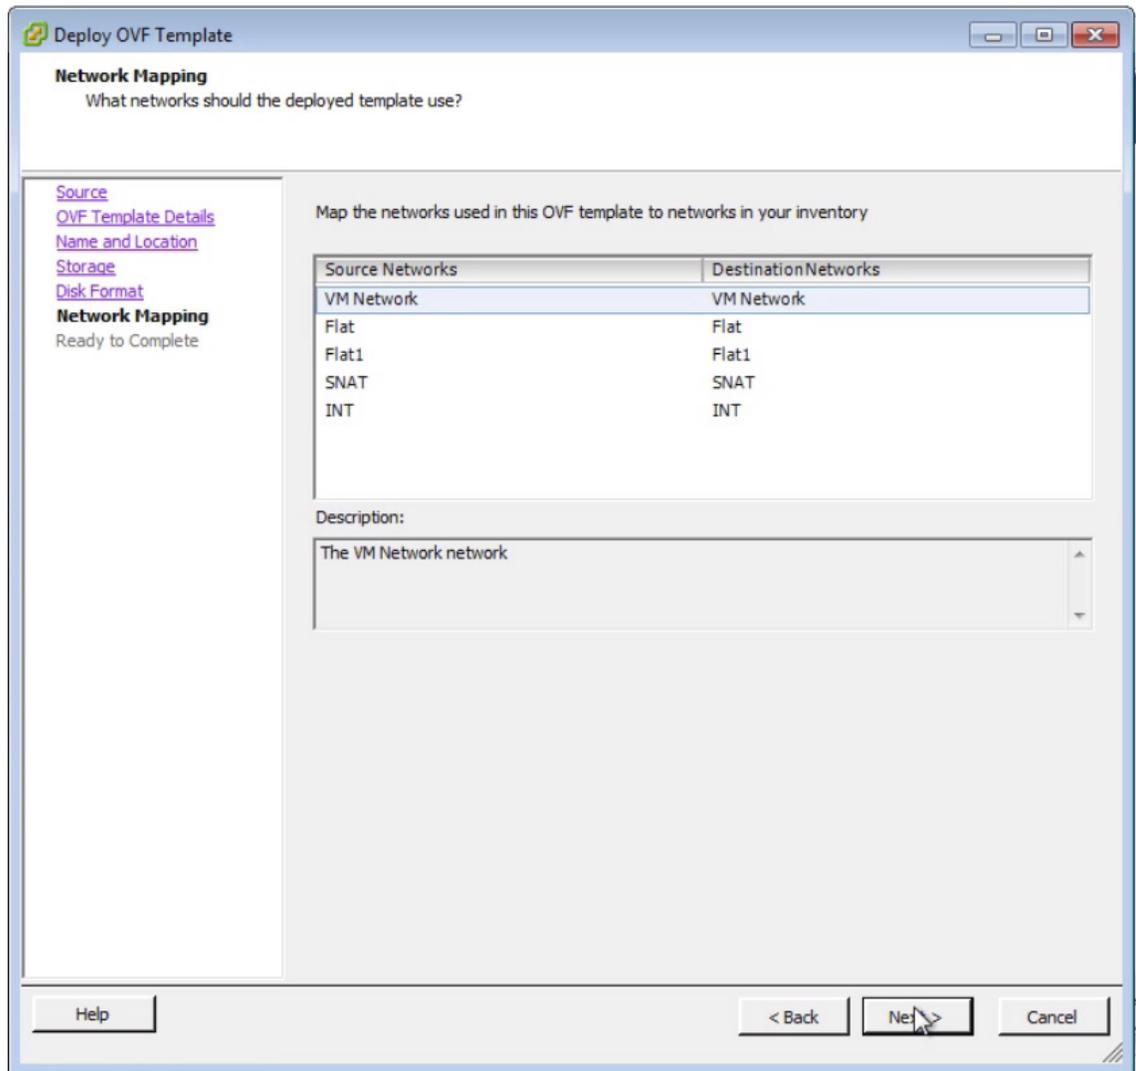 Deploy OVF Template
Network Mapping
What networks should the deployed template use?
Source
OVF Template Details
Name and Location
Storage
Disk Format
Network Mapping
Ready to Complete
Map the networks used in this OVF template to networks in your inventory
Source Networks Destination Networks
VM Network VM Network
Flat Flat
Flat1 Flat1
SNAT SNAT
INT INT
Description:
The VM Network network
Help < Back Next > Cancel